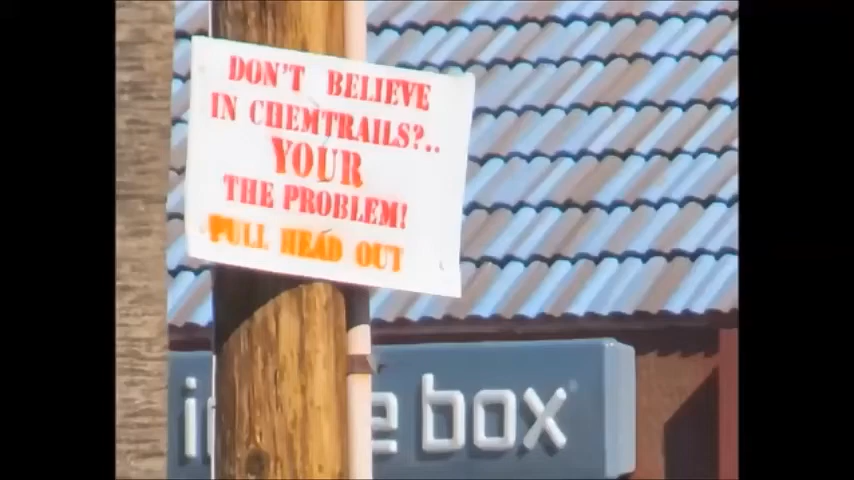 DON'T BELIEVE
IN CHEMTRAILS?..
YOUR
THE PROBLEM!
PULL HEAD OUT
box